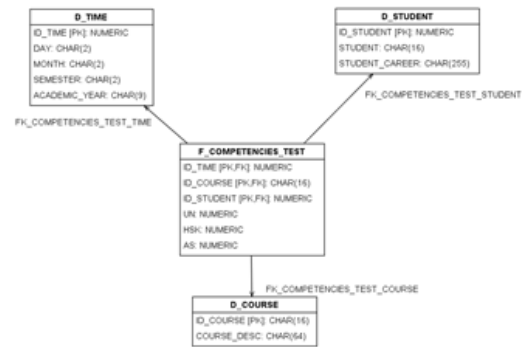 D_TIME
ID_TIME [PK]: NUMERIC
DAY: CHAR(2)
MONTH: CHAR(2)
SEMESTER: CHAR(2)
ACADEMIC_YEAR: CHAR(9)
D_STUDENT
ID_STUDENT [PK]: NUMERIC
STUDENT: CHAR(16)
STUDENT_CAREER: CHAR(255)
FK_COMPETENCIES_TEST_TIME
FK_COMPETENCIES_TEST_STUDENT
F_COMPETENCIES_TEST
ID_TIME [PK,FK]: NUMERIC
ID_COURSE [PK,FK]: CHAR(16)
ID_STUDENT [PK,FK]: NUMERIC
UN: NUMERIC
HSK: NUMERIC
AS: NUMERIC
FK_COMPETENCIES_TEST_COURSE
D_COURSE
ID_COURSE [PK]: CHAR(16)
COURSE_DESC: CHAR(64)